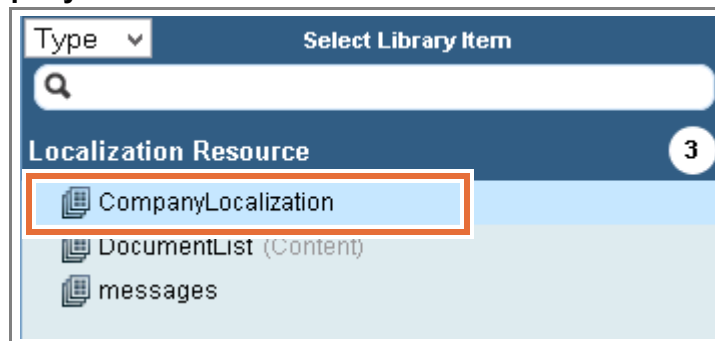 Type
Select Library Item
Localization Resource
3
CompanyLocalization
DocumentList (Content)
messages